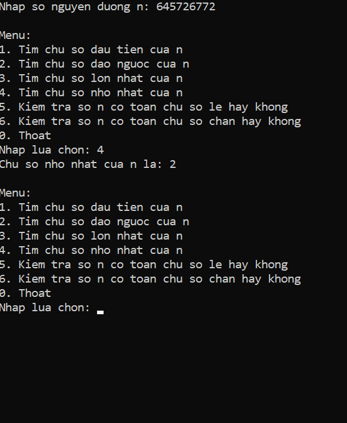 Nhap so nguyen duong n: 645726772
Menu:
1. Tim chu so dau tien cua n
2. Tim chu so dao nguoc cua n
3. Tim chu so lon nhat cua n
4. Tim chu so nho nhat cua n
5. Kiem tra so n co toan chu so le hay khong
6. Kiem tra so n co toan chu so chan hay khong
0. Thoat
Nhap lua chon: 4
Chu so nho nhat cua n la: 2
Menu:
1. Tim chu so dau tien cua n
2. Tim chu so dao nguoc cua n
3. Tim chu so lon nhat cua n
4. Tim chu so nho nhat cua n
5. Kiem tra so n co toan chu so le hay khong
6. Kiem tra so n co toan chu so chan hay khong
0. Thoat
Nhap lua chon: